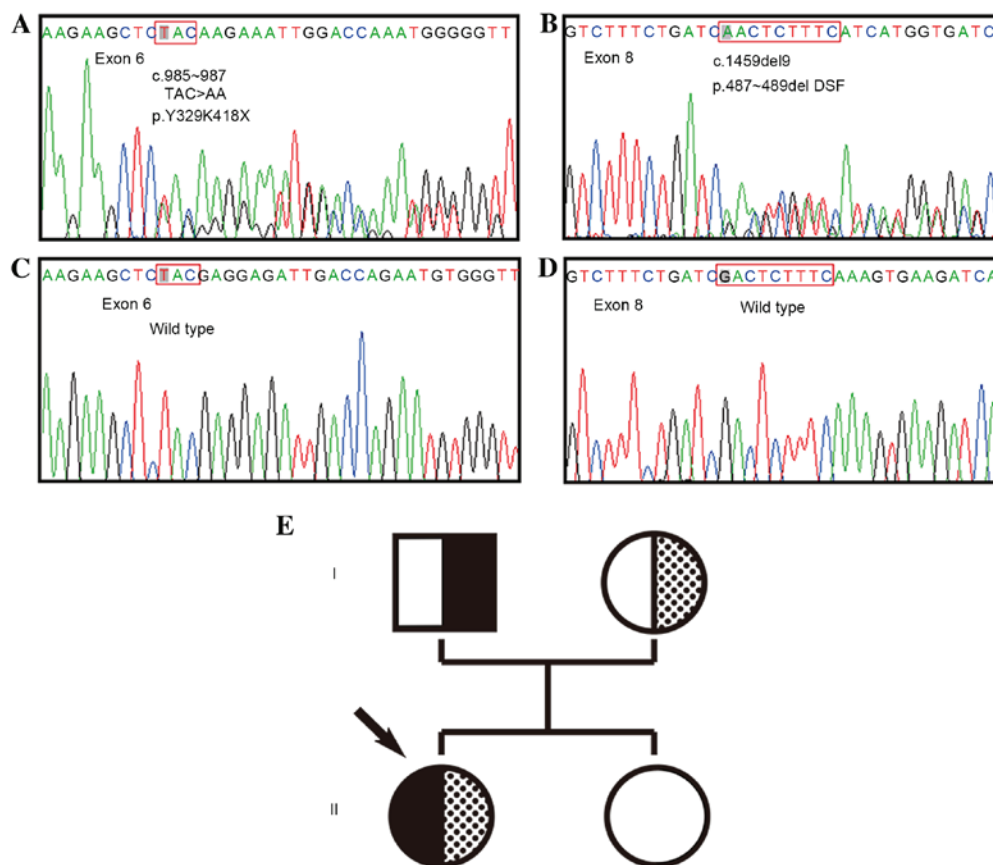 A
AAGAAGCTCTACAAGAAATTGGACCAAATGGGGGTT
Exon 6
c.985~987
TAC>AA
p.Y329K418X
B
GTCTTTCTGATCAACTCTTTCATCATGGTGATC
Exon 8
c.1459del9
p.487~489del DSF
C
AAGAAGCTCTACGAGGAGATTGACCAGAATGTGGGTT
Exon 6
Wild type
D
GTCTTTCTGATCGACTCTTTCAAAGTGAAGATCA
Exon 8
Wild type
E
I
II